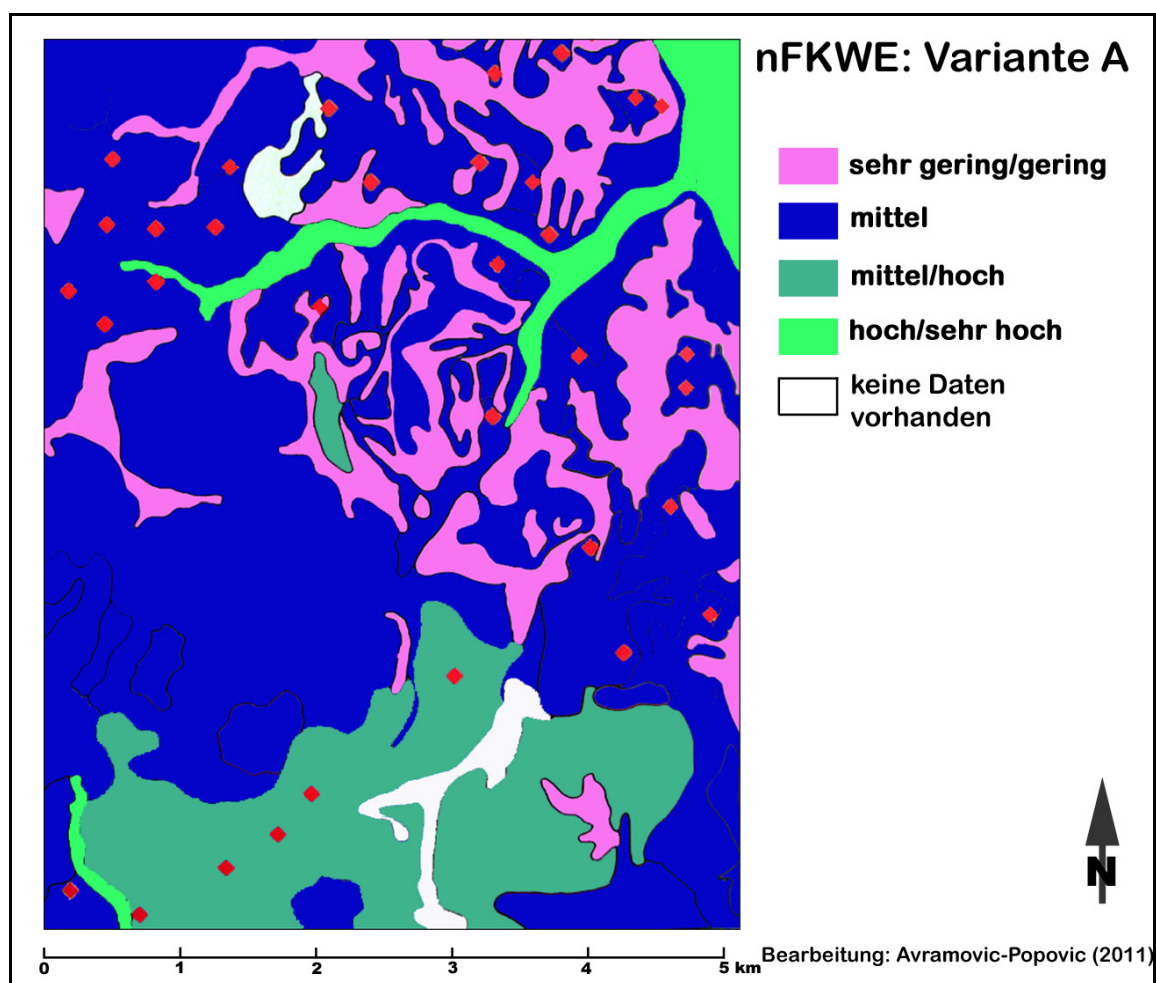 nFKWE: Variante A
sehr gering/gering
mittel
mittel/hoch
hoch/sehr hoch
keine Daten
vorhanden
N
0 1 2 3 4 5 km
Bearbeitung: Avramovic-Popovic (2011)